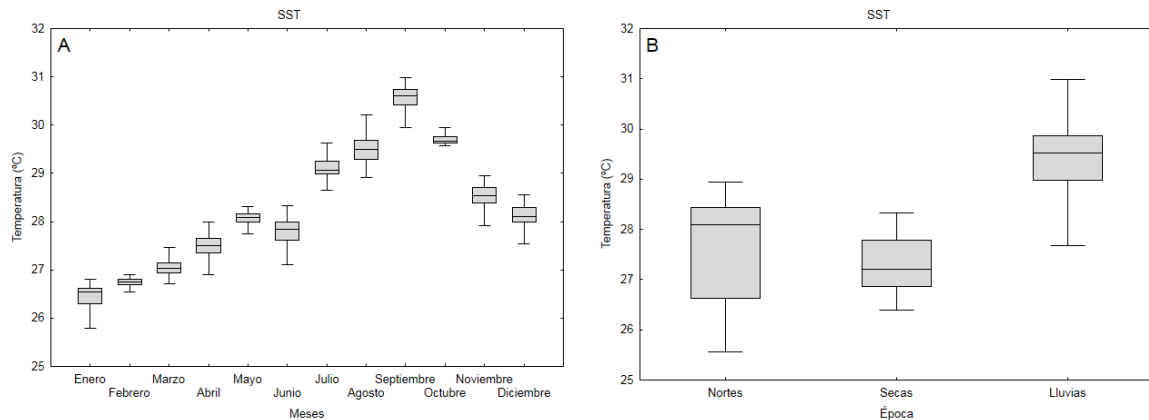 SST
A
Temperatura (ºC)
32
31
30
29
28
27
26
25
Enero
Febrero
Marzo
Abril
Mayo
Junio
Julio
Agosto
Septiembre
Octubre
Noviembre
Diciembre
Meses
SST
B
Temperatura (ºC)
32
31
30
29
28
27
26
25
Nortes
Secas
Lluvias
Época